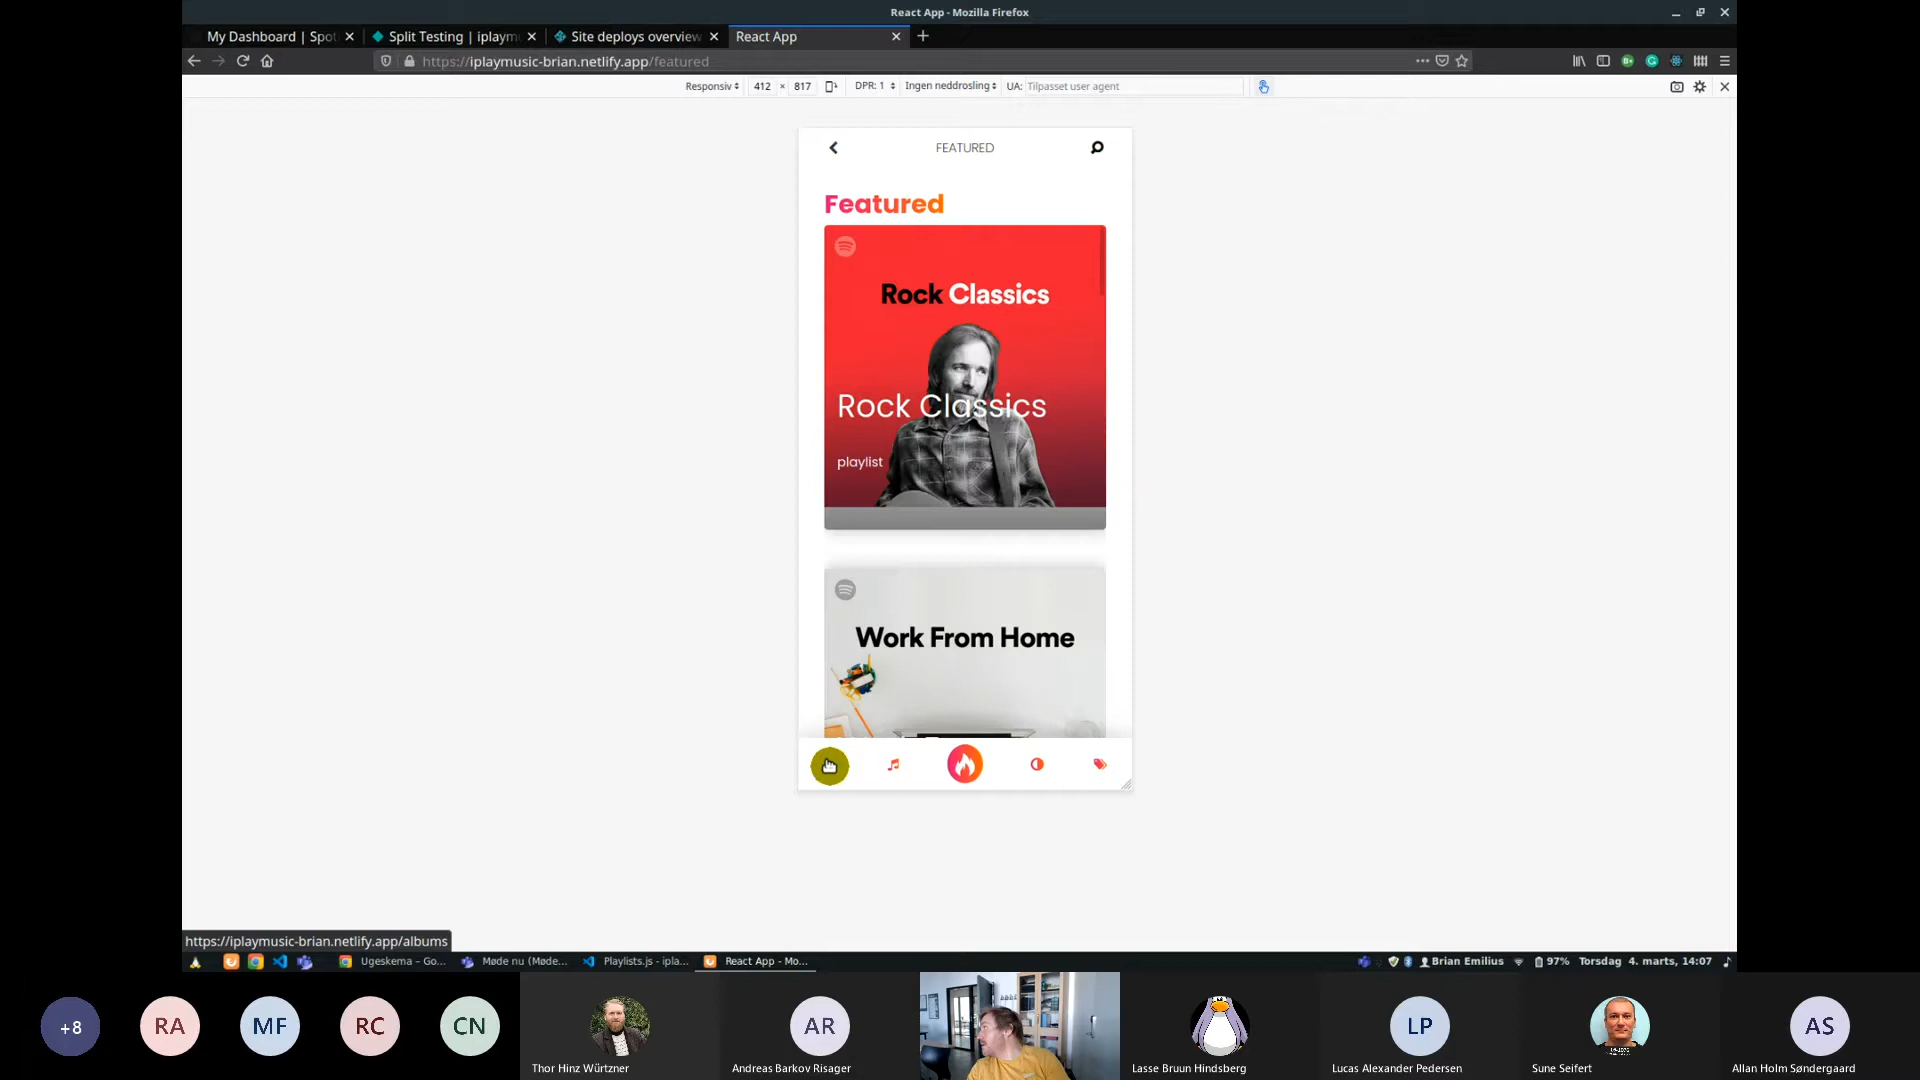 React App - Mozilla Firefox
My Dashboard | Spot
Split Testing | iplaymu
Site deploys overview
React App
https://iplaymusic-brian.netlify.app/featured
Responsiv
412 × 817
DPR: 1
Ingen neddrosling
UA: Tilpasset user agent
FEATURED
Featured
Rock Classics
Rock Classics
playlist
Work From Home
https://iplaymusic-brian.netlify.app/albums
Ugeskema – Go...
Møde nu (Møde...
Playlists.js - ipla...
React App - Mo...
Brian Emilius
97%
Torsdag 4. marts, 14:07
+8
RA
MF
RC
CN
Thor Hinz Würtzner
AR
Andreas Barkov Risager
Lasse Bruun Hindsberg
LP
Lucas Alexander Pedersen
Sune Seifert
AS
Allan Holm Søndergaard